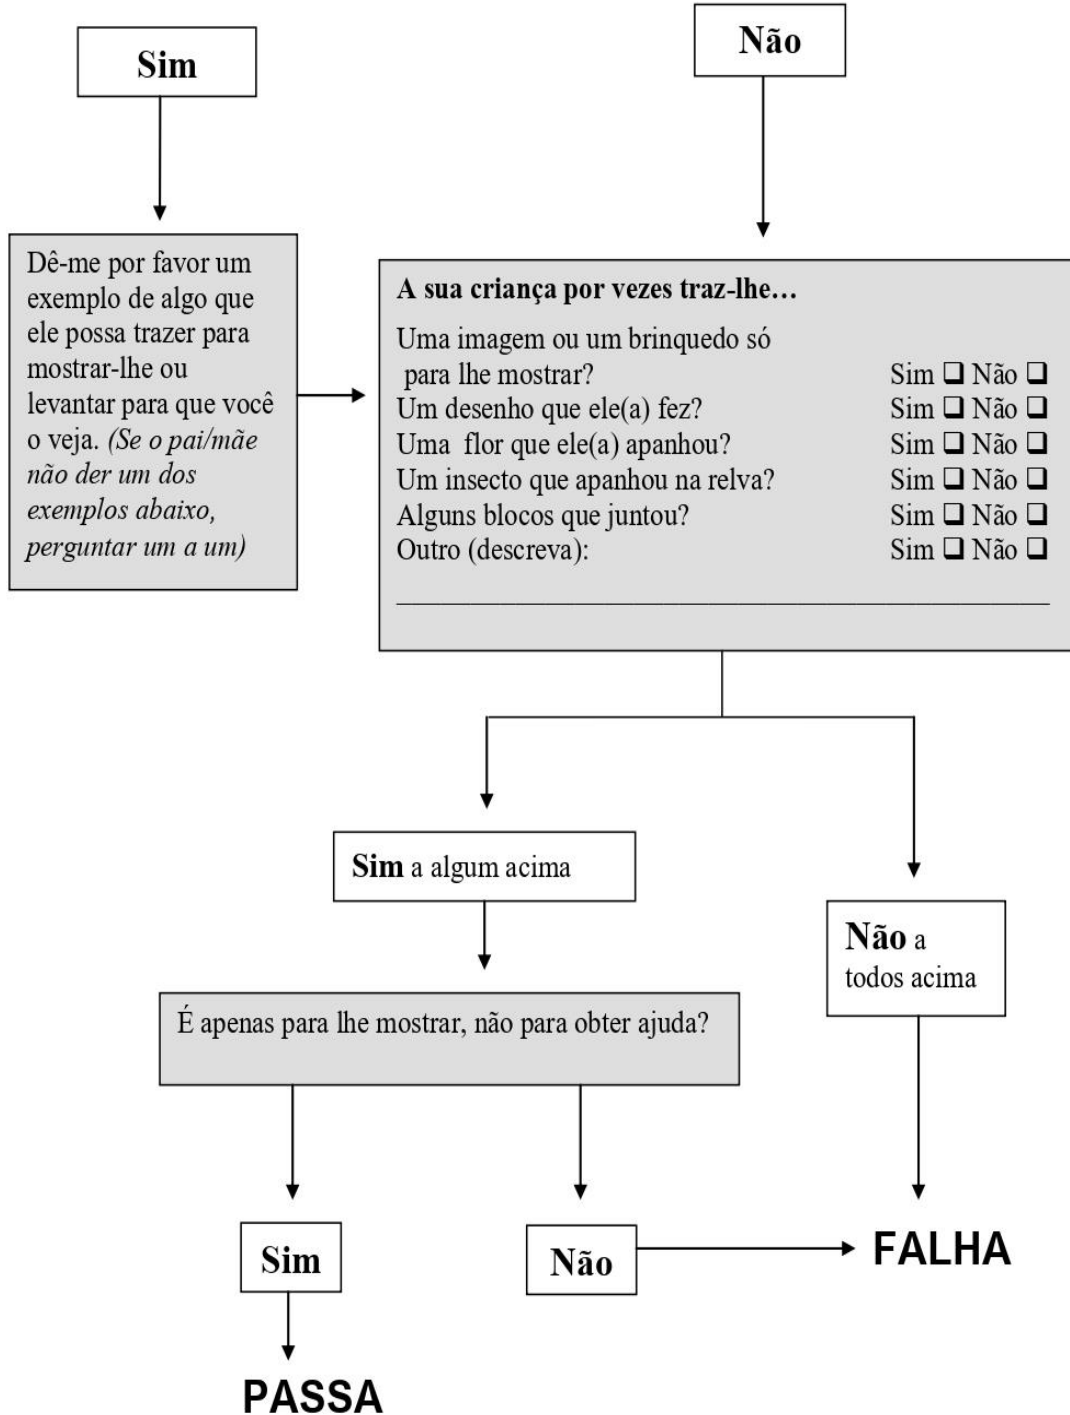 Sim
Não
Dê-me por favor um
exemplo de algo que
ele possa trazer para
mostrar-lhe ou
levantar para que você
o veja. (Se o pai/mãe
não der um dos
exemplos abaixo,
perguntar um a um)
A sua criança por vezes traz-lhe…
Uma imagem ou um brinquedo só
para lhe mostrar? Sim ❑ Não ❑
Um desenho que ele(a) fez? Sim ❑ Não ❑
Uma flor que ele(a) apanhou? Sim ❑ Não ❑
Um insecto que apanhou na relva? Sim ❑ Não ❑
Alguns blocos que juntou? Sim ❑ Não ❑
Outro (descreva): Sim ❑ Não ❑
Sim a algum acima
Não a
todos acima
É apenas para lhe mostrar, não para obter ajuda?
Sim
Não
FALHA
PASSA